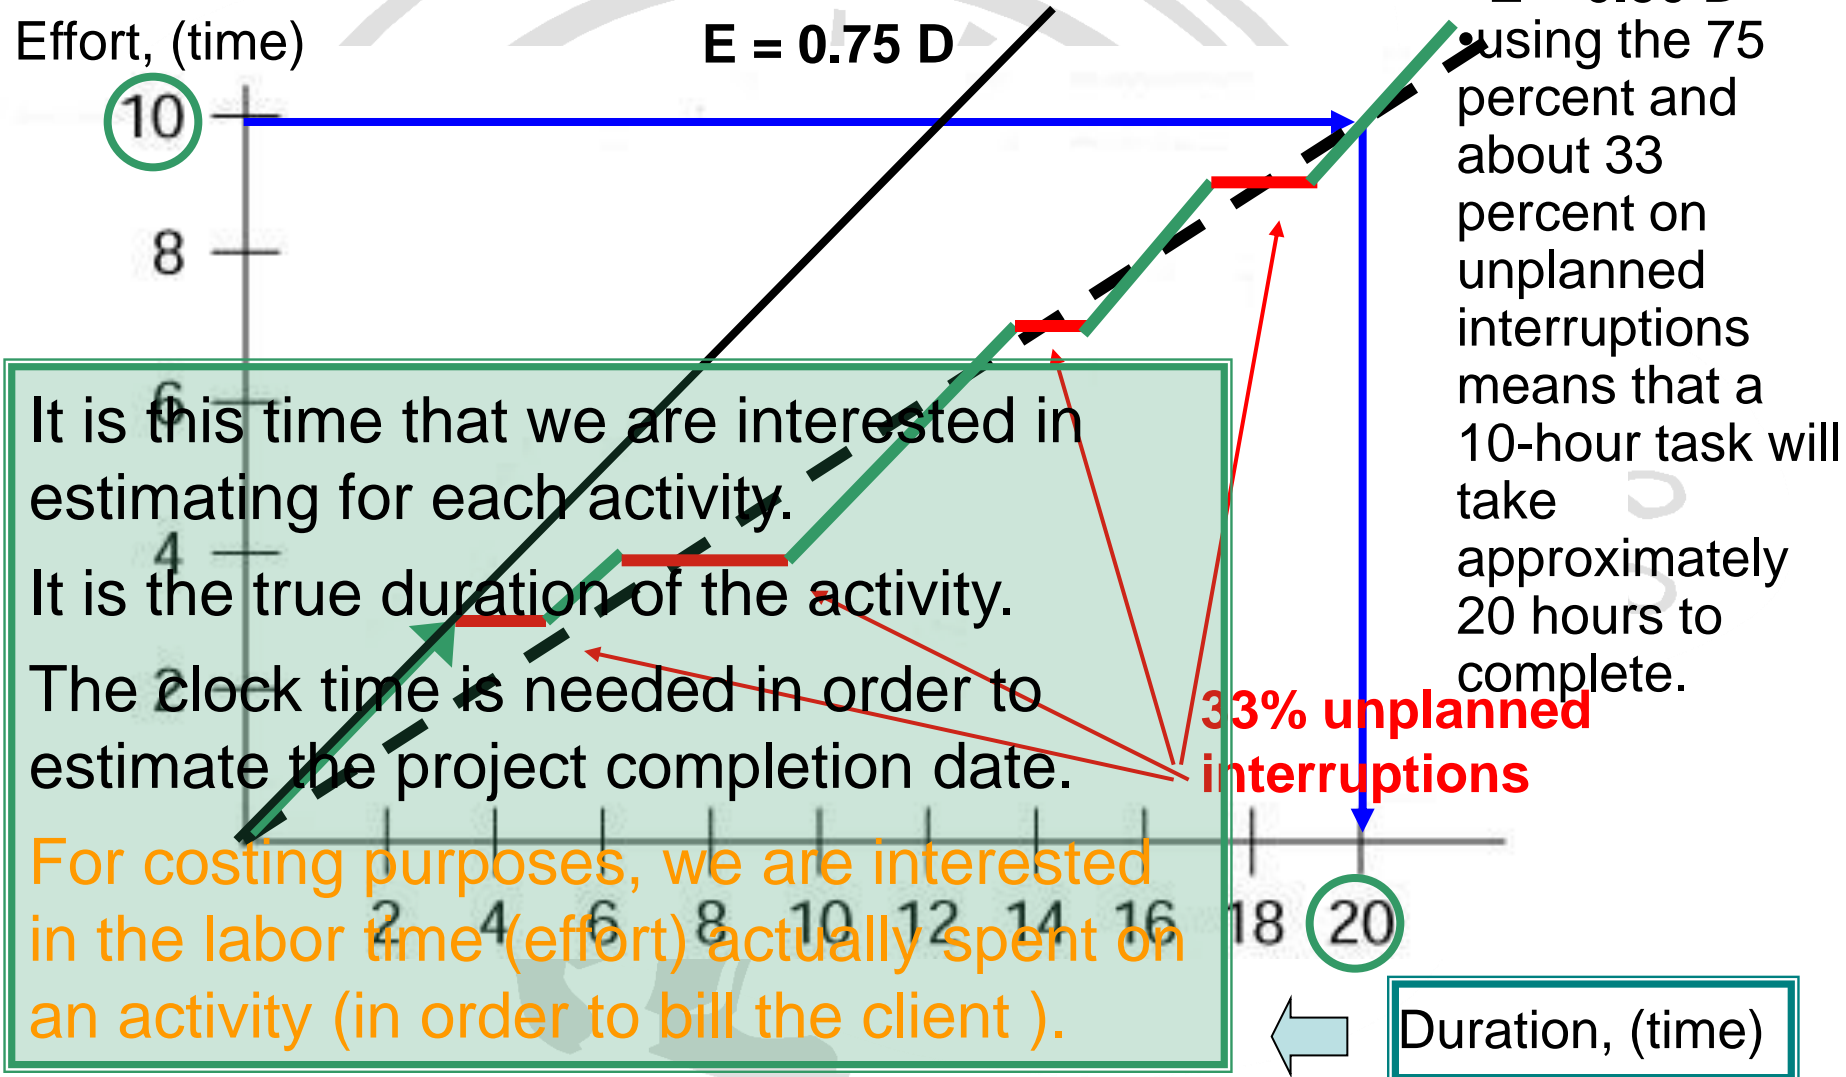 Effort, (time)
E = 0.75 D
•using the 75
percent and
about 33
percent on
unplanned
interruptions
means that a
10-hour task will
take
approximately
20 hours to
complete.
10
8
6
4
2
It is this time that we are interested in
estimating for each activity.
It is the true duration of the activity.
The clock time is needed in order to
estimate the project completion date.
For costing purposes, we are interested
in the labor time (effort) actually spent on
an activity (in order to bill the client ).
33% unplanned
interruptions
2 4 6 8 10 12 14 16 18 20
Duration, (time)